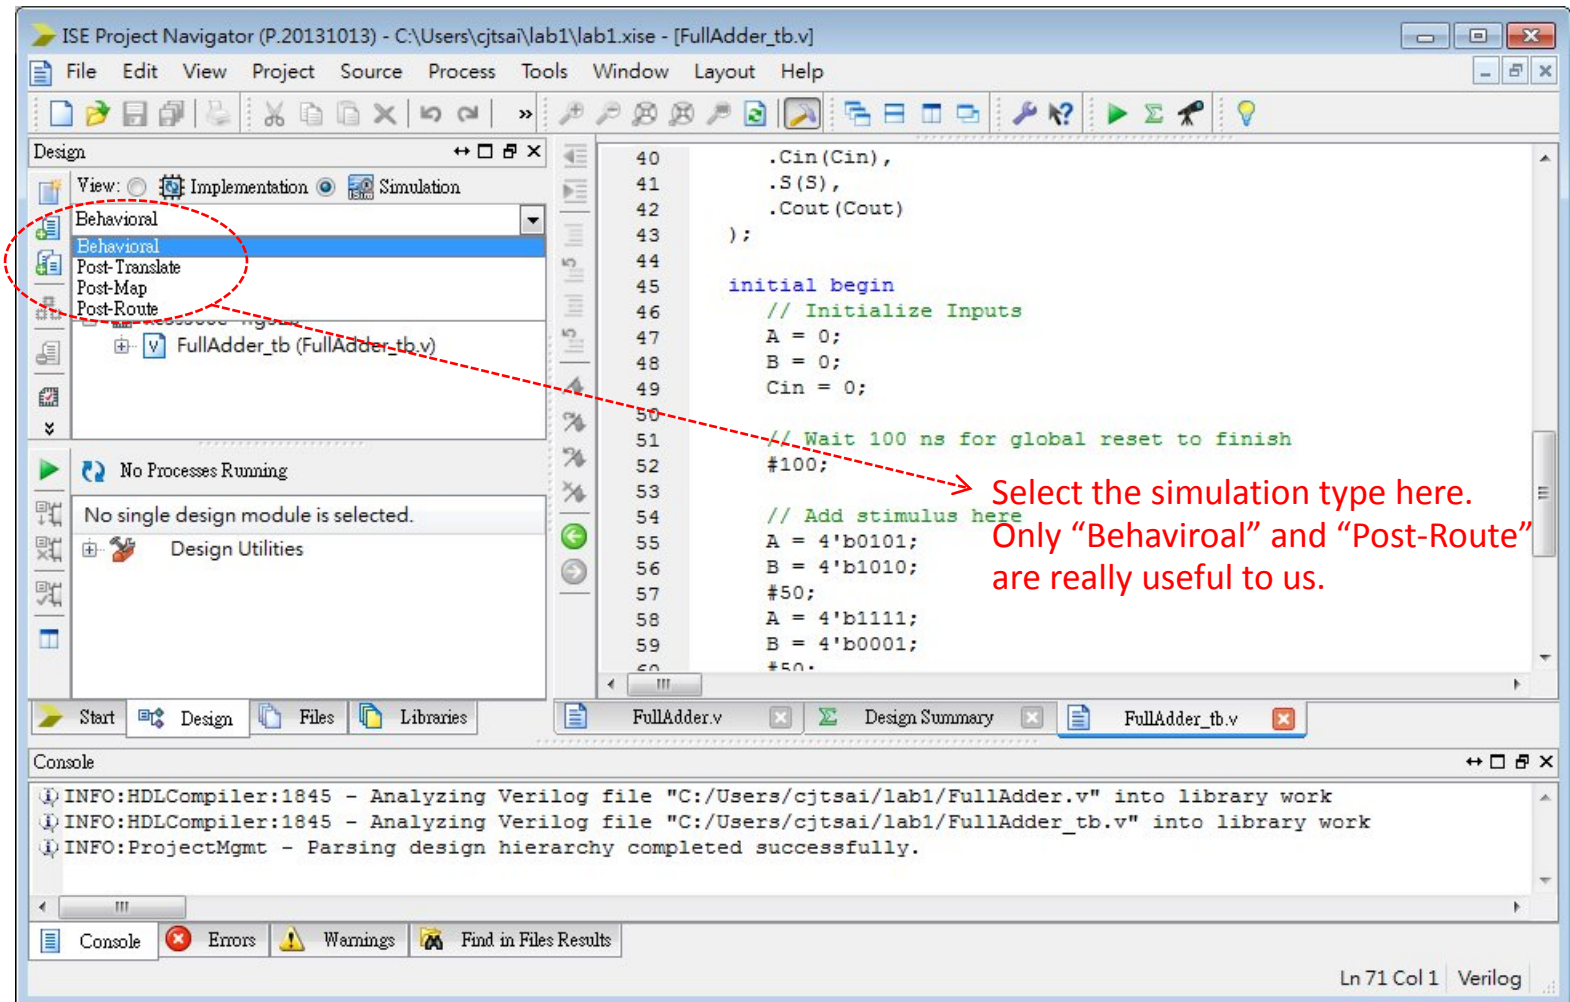 ISE Project Navigator (P.20131013) - C:\Users\cjtsai\lab1\lab1.xise - [FullAdder_tb.v]
File Edit View Project Source Process Tools Window Layout Help
Design
View: Implementation Simulation
Behavioral
Behavioral
Post-Translate
Post-Map
Post-Route
FullAdder_tb (FullAdder_tb.v)
No Processes Running
No single design module is selected.
Design Utilities
Start Design Files Libraries
40 .Cin(Cin),
41 .S(S),
42 .Cout(Cout)
43 );
44
45 initial begin
46 // Initialize Inputs
47 A = 0;
48 B = 0;
49 Cin = 0;
50
51 // Wait 100 ns for global reset to finish
52 #100;
53
54 // Add stimulus here
55 A = 4'b0101;
56 B = 4'b1010;
57 #50;
58 A = 4'b1111;
59 B = 4'b0001;
60 #50;
Select the simulation type here.
Only “Behaviroal” and “Post-Route”
are really useful to us.
FullAdder.v Design Summary FullAdder_tb.v
Console
INFO:HDLCompiler:1845 - Analyzing Verilog file "C:/Users/cjtsai/lab1/FullAdder.v" into library work
INFO:HDLCompiler:1845 - Analyzing Verilog file "C:/Users/cjtsai/lab1/FullAdder_tb.v" into library work
INFO:ProjectMgmt - Parsing design hierarchy completed successfully.
Console Errors Warnings Find in Files Results
Ln 71 Col 1 Verilog